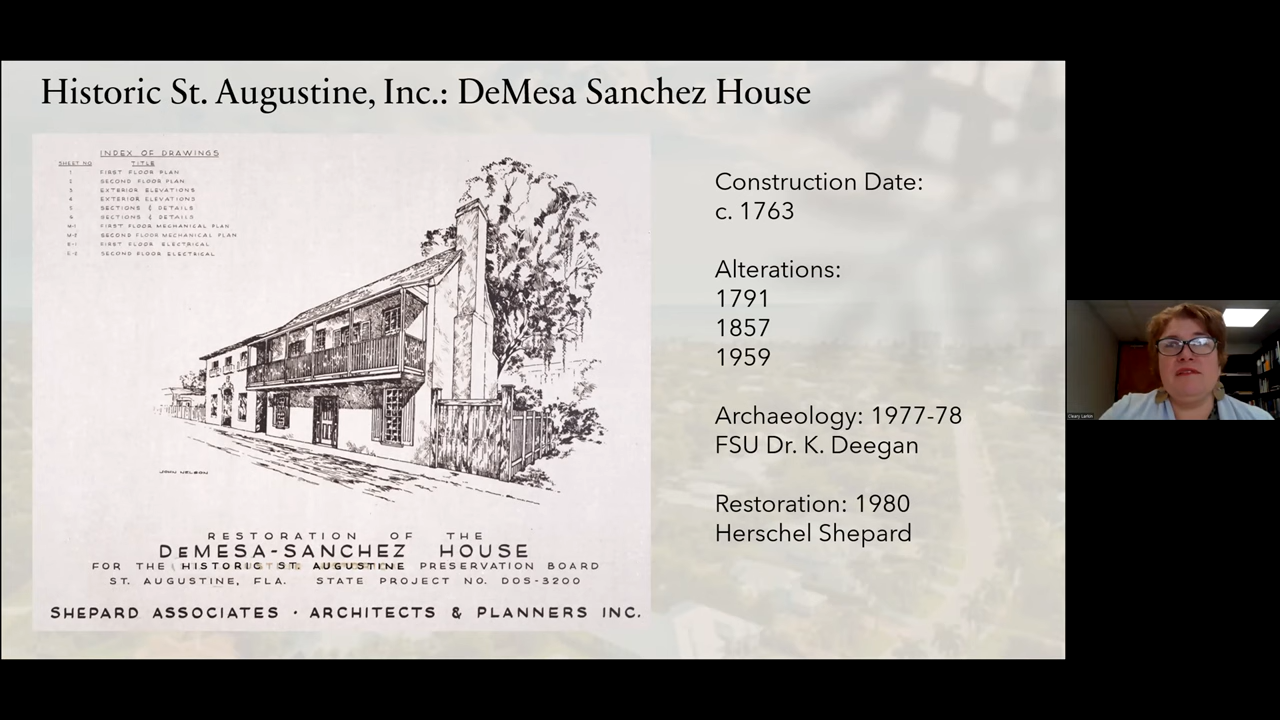 Historic St. Augustine, Inc.: DeMesa Sanchez House
INDEX OF DRAWINGS
SHEET NO. TITLE
1 FIRST FLOOR PLAN
2 SECOND FLOOR PLAN
3 EXTERIOR ELEVATIONS
4 EXTERIOR ELEVATIONS
5 SECTIONS & DETAILS
6 SECTIONS & DETAILS
M-1 FIRST FLOOR MECHANICAL PLAN
M-2 SECOND FLOOR MECHANICAL PLAN
E-1 FIRST FLOOR ELECTRICAL
E-2 SECOND FLOOR ELECTRICAL
JOHN NELSON
RESTORATION OF THE
DEMESA-SANCHEZ HOUSE
FOR THE HISTORIC ST. AUGUSTINE PRESERVATION BOARD
ST. AUGUSTINE, FLA. STATE PROJECT NO. DOS-3200
SHEPARD ASSOCIATES · ARCHITECTS & PLANNERS INC.
Construction Date:
c. 1763
Alterations:
1791
1857
1959
Archaeology: 1977-78
FSU Dr. K. Deegan
Restoration: 1980
Herschel Shepard
Cleary Larkin